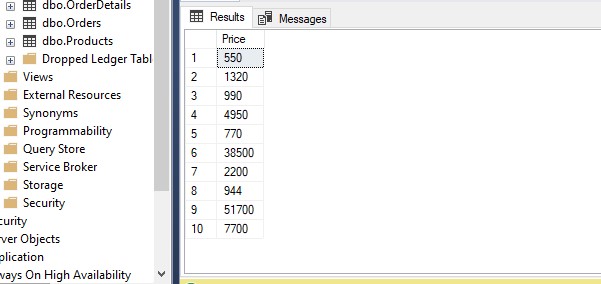 dbo.OrderDetails
dbo.Orders
dbo.Products
Dropped Ledger Tabl
Views
External Resources
Synonyms
Programmability
Query Store
Service Broker
Storage
Security
curity
rver Objects
plication
ways On High Availability
Results Messages
Price
1 550
2 1320
3 990
4 4950
5 770
6 38500
7 2200
8 944
9 51700
10 7700